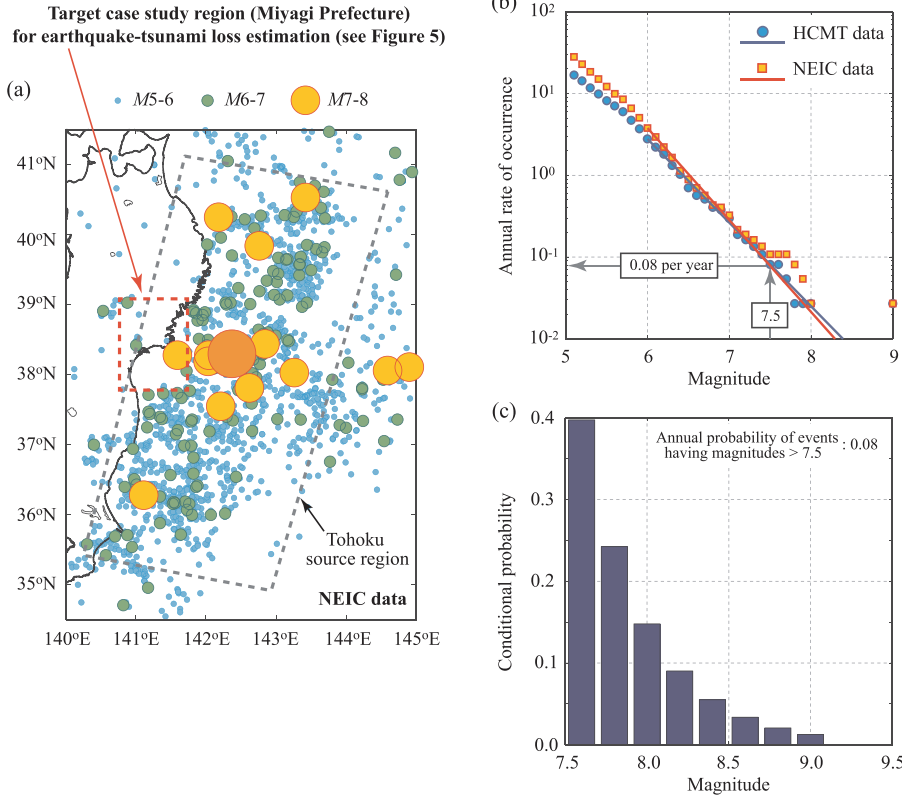 Target case study region (Miyagi Prefecture)
for earthquake-tsunami loss estimation (see Figure 5)
(a)
M5-6
M6-7
M7-8
41°N
40°N
39°N
38°N
37°N
36°N
35°N
140°E
141°E
142°E
143°E
144°E
145°E
Tohoku
source region
NEIC data
(b)
HCMT data
NEIC data
10²
10¹
10⁰
10⁻¹
10⁻²
Annual rate of occurrence
0.08 per year
7.5
5
6
7
8
9
Magnitude
(c)
Annual probability of events
having magnitudes > 7.5
: 0.08
0.4
0.3
0.2
0.1
0.0
Conditional probability
7.5
8.0
8.5
9.0
9.5
Magnitude